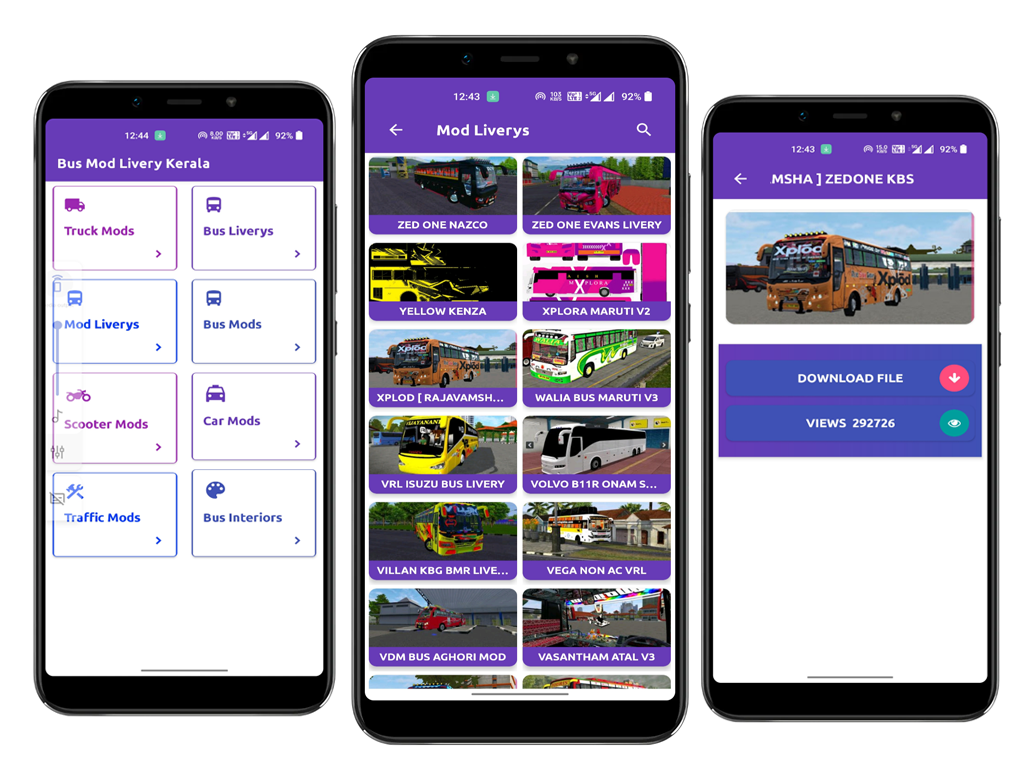 12:44
92%
Bus Mod Livery Kerala
Truck Mods
Bus Liverys
Mod Liverys
Bus Mods
Scooter Mods
Car Mods
Traffic Mods
Bus Interiors
12:43
92%
Mod Liverys
ZED ONE NAZCO
ZED ONE EVANS LIVERY
YELLOW KENZA
XPLORA MARUTI V2
XPLOD [ RAJAVAMSH...
WALIA BUS MARUTI V3
VRL ISUZU BUS LIVERY
VOLVO B11R ONAM S...
VILLAN KBG BMR LIVE...
VEGA NON AC VRL
VDM BUS AGHORI MOD
VASANTHAM ATAL V3
12:43
92%
MSHA ] ZEDONE KBS
Xplod
Xplod
DOWNLOAD FILE
VIEWS 292726